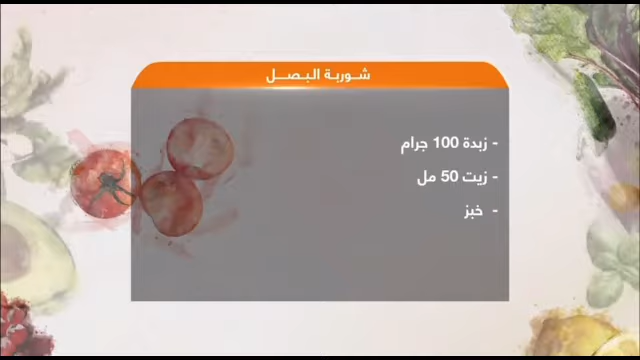 شوربة البصل
- زبدة 100 جرام
- زيت 50 مل
- خبز